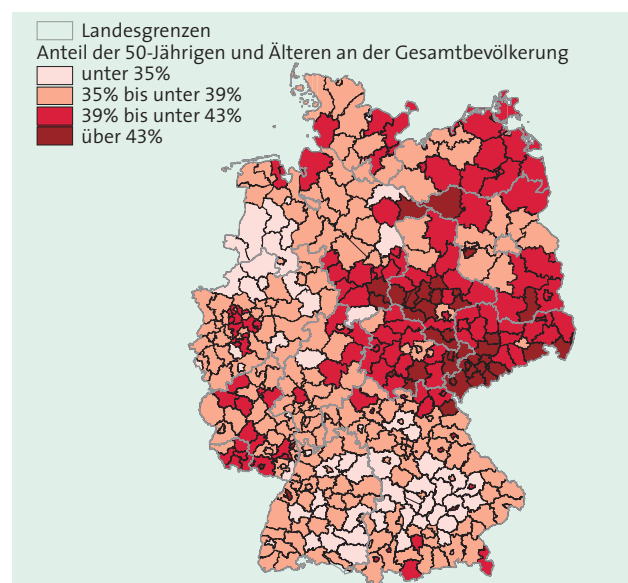 Landesgrenzen
Anteil der 50-Jährigen und Älteren an der Gesamtbevölkerung
unter 35%
35% bis unter 39%
39% bis unter 43%
über 43%